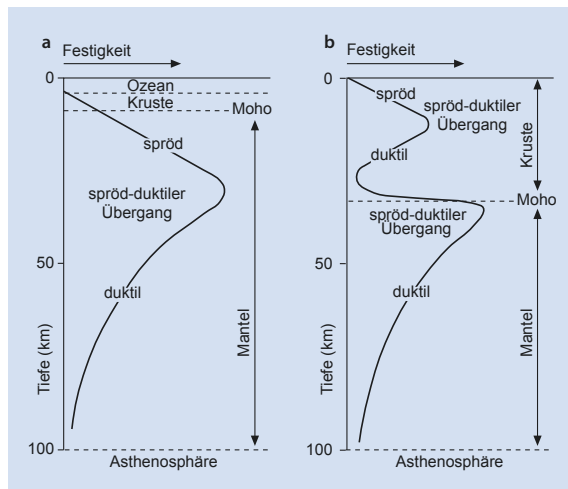 a
Festigkeit
0
Ozean
Kruste
Moho
spröd
spröd-duktiler
Übergang
50
duktil
Mantel
Tiefe (km)
100
Asthenosphäre
b
Festigkeit
0
spröd
spröd-duktiler
Übergang
duktil
Kruste
Moho
spröd-duktiler
Übergang
50
duktil
Mantel
Tiefe (km)
100
Asthenosphäre